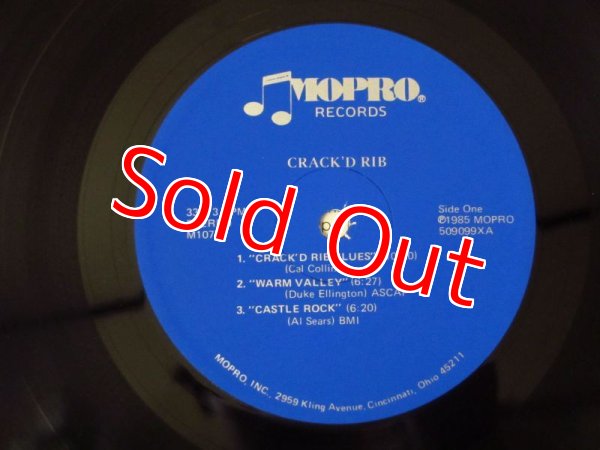 MOPRO®
RECORDS
CRACK'D RIB
STEREO
Side One
℗1985 MOPRO
509099XA
Sold Out
1. "CRACK'D RIB BLUES"
(Cal Collins)
2. "WARM VALLEY" (6:27)
(Duke Ellington) ASCAP
3. "CASTLE ROCK" (6:20)
(Al Sears) BMI
MOPRO, INC., 2959 Kling Avenue, Cincinnati, Ohio 45211